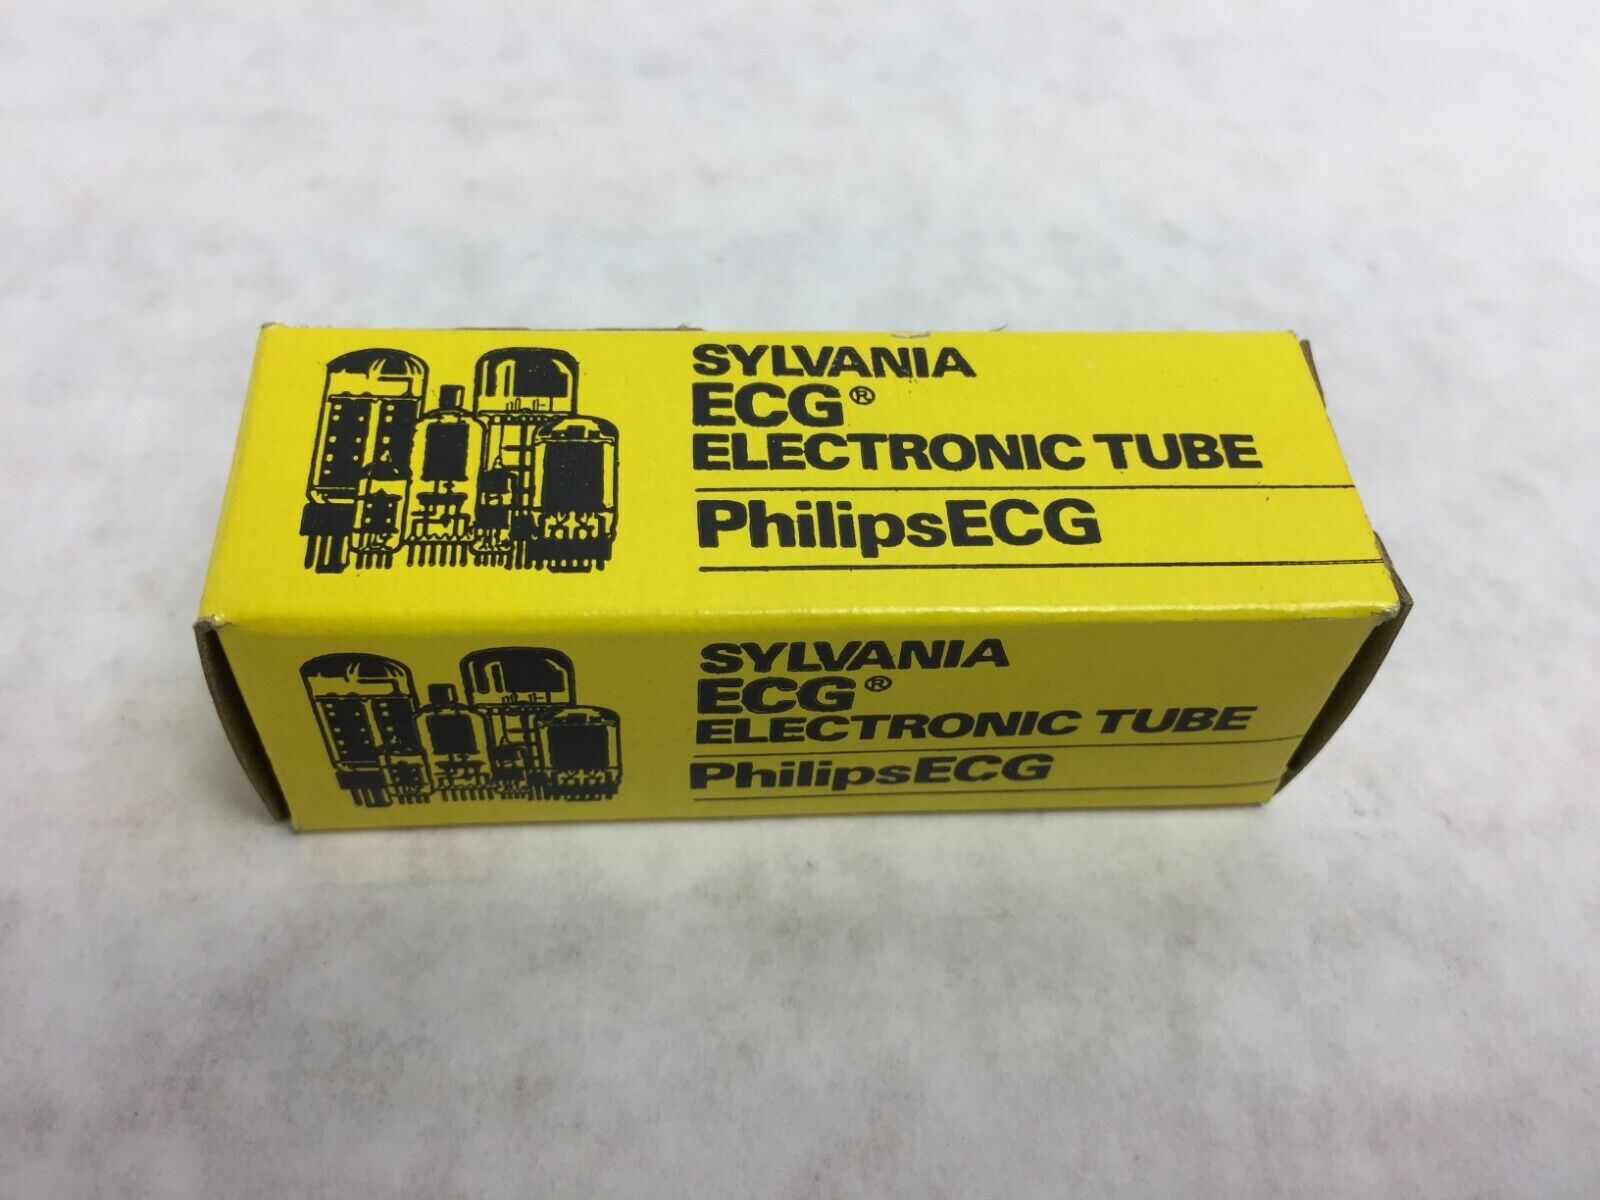 SYLVANIA
ECG®
ELECTRONIC TUBE
PhilipsECG
SYLVANIA
ECG®
ELECTRONIC TUBE
PhilipsECG